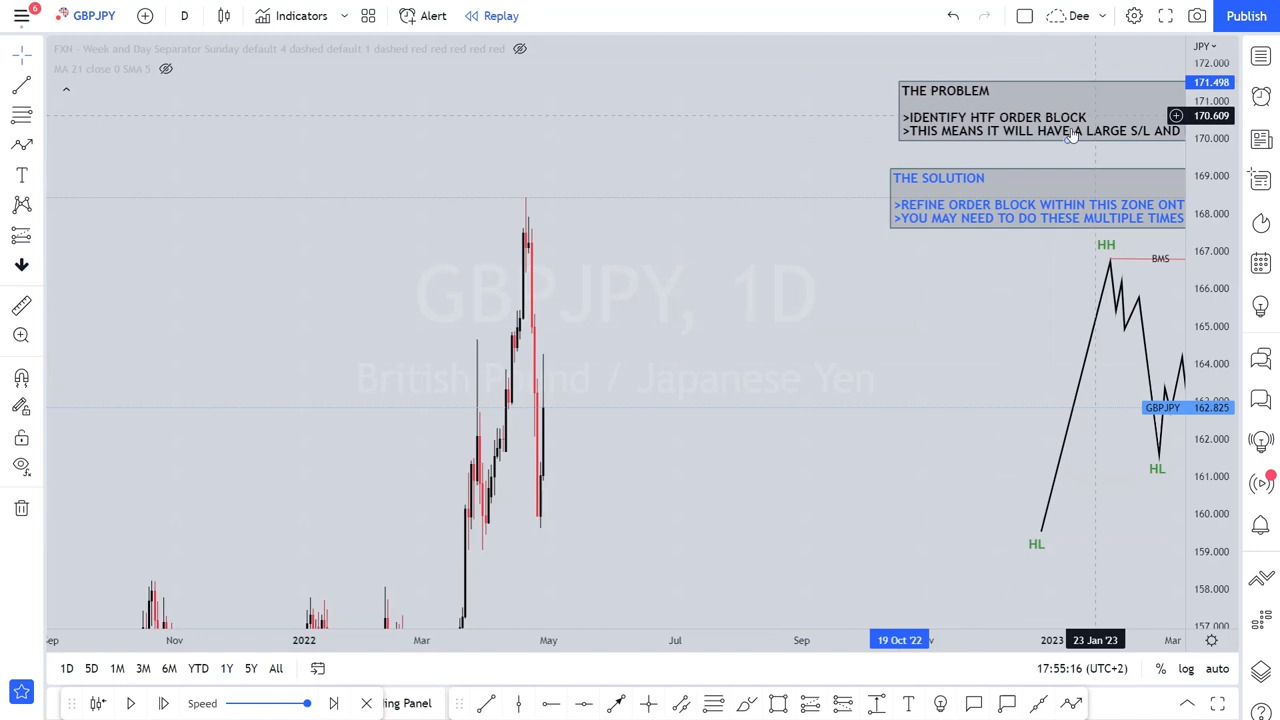 6
GBPJPY
D
Indicators
Alert
Replay
Dee
Publish
FXN - Week and Day Separator Sunday default 4 dashed default 1 dashed red red red red red
MA 21 close 0 SMA 5
JPY
172.000
171.498
171.000
170.609
170.000
169.000
168.000
167.000
166.000
165.000
164.000
162.825
162.000
161.000
160.000
159.000
158.000
157.000
THE PROBLEM
>IDENTIFY HTF ORDER BLOCK
>THIS MEANS IT WILL HAVE A LARGE S/L AND
THE SOLUTION
>REFINE ORDER BLOCK WITHIN THIS ZONE ONT
>YOU MAY NEED TO DO THESE MULTIPLE TIMES
HH
BMS
GBPJPY, 1D
British Pound / Japanese Yen
GBPJPY
HL
HL
Nov
2022
Mar
May
Jul
Sep
19 Oct '22
2023
23 Jan '23
Mar
1D
5D
1M
3M
6M
YTD
1Y
5Y
All
17:55:16 (UTC+2)
%
log
auto
Speed